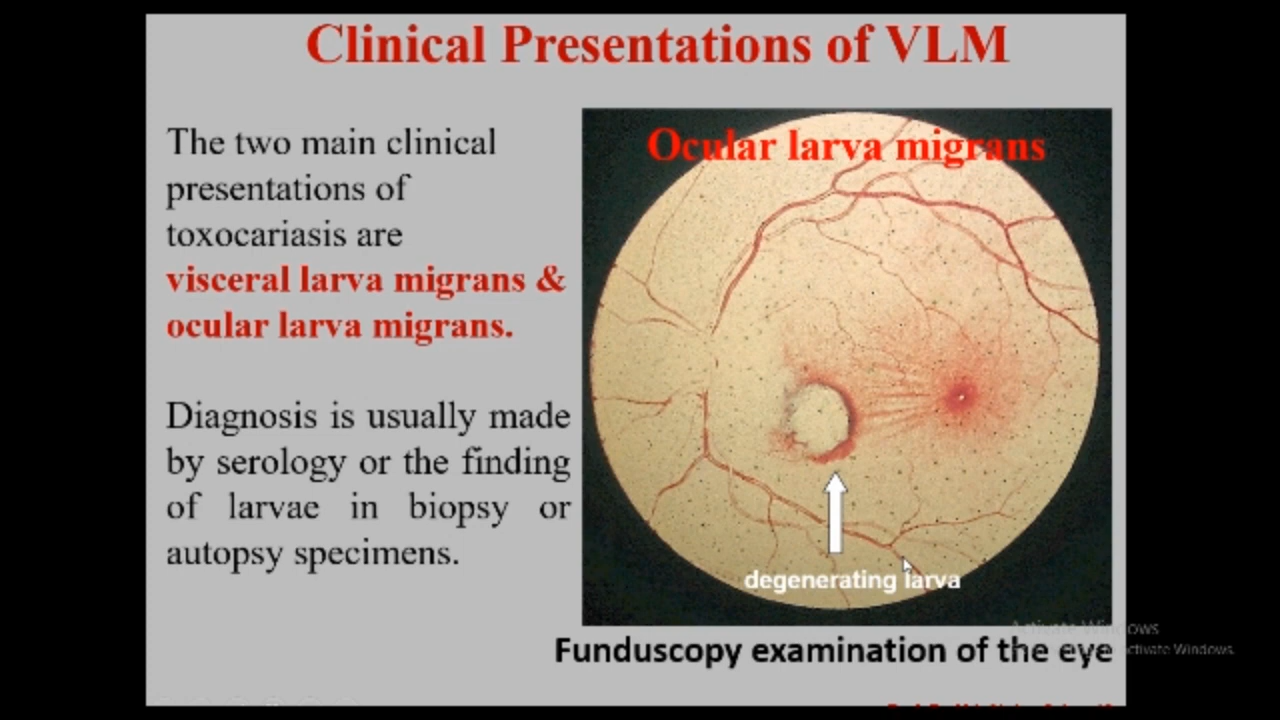 Clinical Presentations of VLM
The two main clinical
presentations of
toxocariasis are
visceral larva migrans &
ocular larva migrans.
Diagnosis is usually made
by serology or the finding
of larvae in biopsy or
autopsy specimens.
Ocular larva migrans
degenerating larva
Funduscopy examination of the eye
Activate Windows
ctivate Windows.